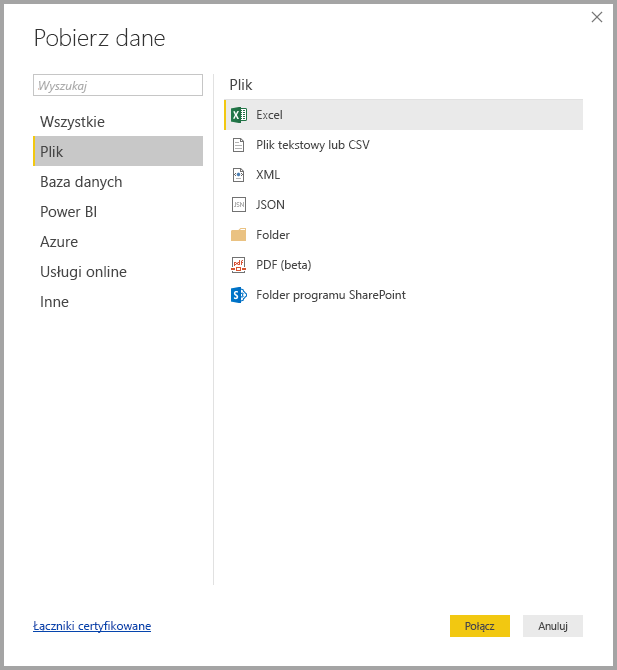 Pobierz dane
Wyszukaj
Wszystkie
Plik
Baza danych
Power BI
Azure
Usługi online
Inne
Plik
Excel
Plik tekstowy lub CSV
XML
JSON
Folder
PDF (beta)
Folder programu SharePoint
Łączniki certyfikowane
Połącz
Anuluj